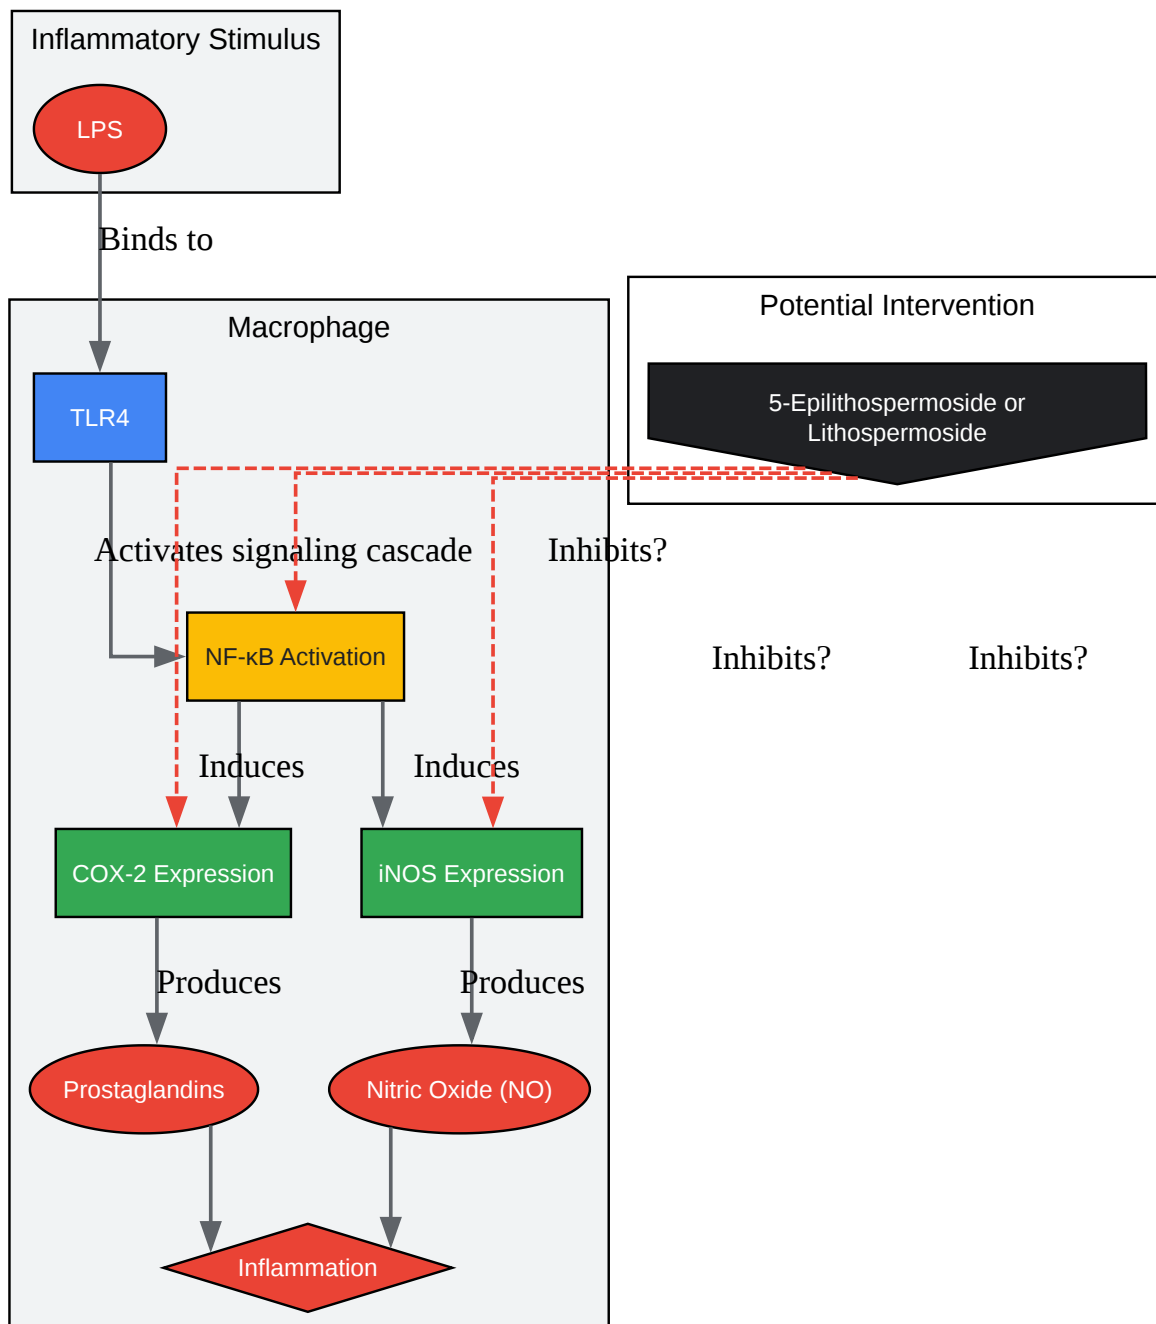 Inflammatory Stimulus
LPS
Binds to
Potential Intervention
Macrophage
5-Epilithospermoside or
Lithospermoside
TLR4
Activates signaling cascade
Inhibits?
NF-κB Activation
Inhibits?
Inhibits?
Induces
Induces
COX-2 Expression
iNOS Expression
Produces
Produces
Prostaglandins
Nitric Oxide (NO)
Inflammation